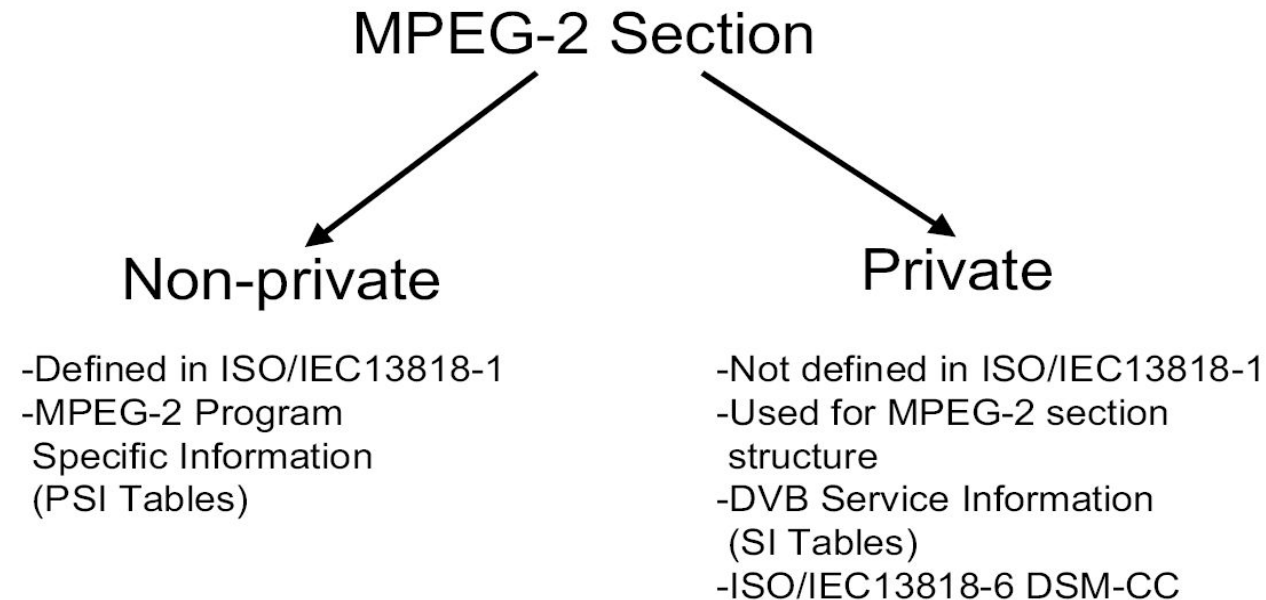 MPEG-2 Section
Non-private
-Defined in ISO/IEC13818-1
-MPEG-2 Program
Specific Information
(PSI Tables)
Private
-Not defined in ISO/IEC13818-1
-Used for MPEG-2 section
structure
-DVB Service Information
(SI Tables)
-ISO/IEC13818-6 DSM-CC